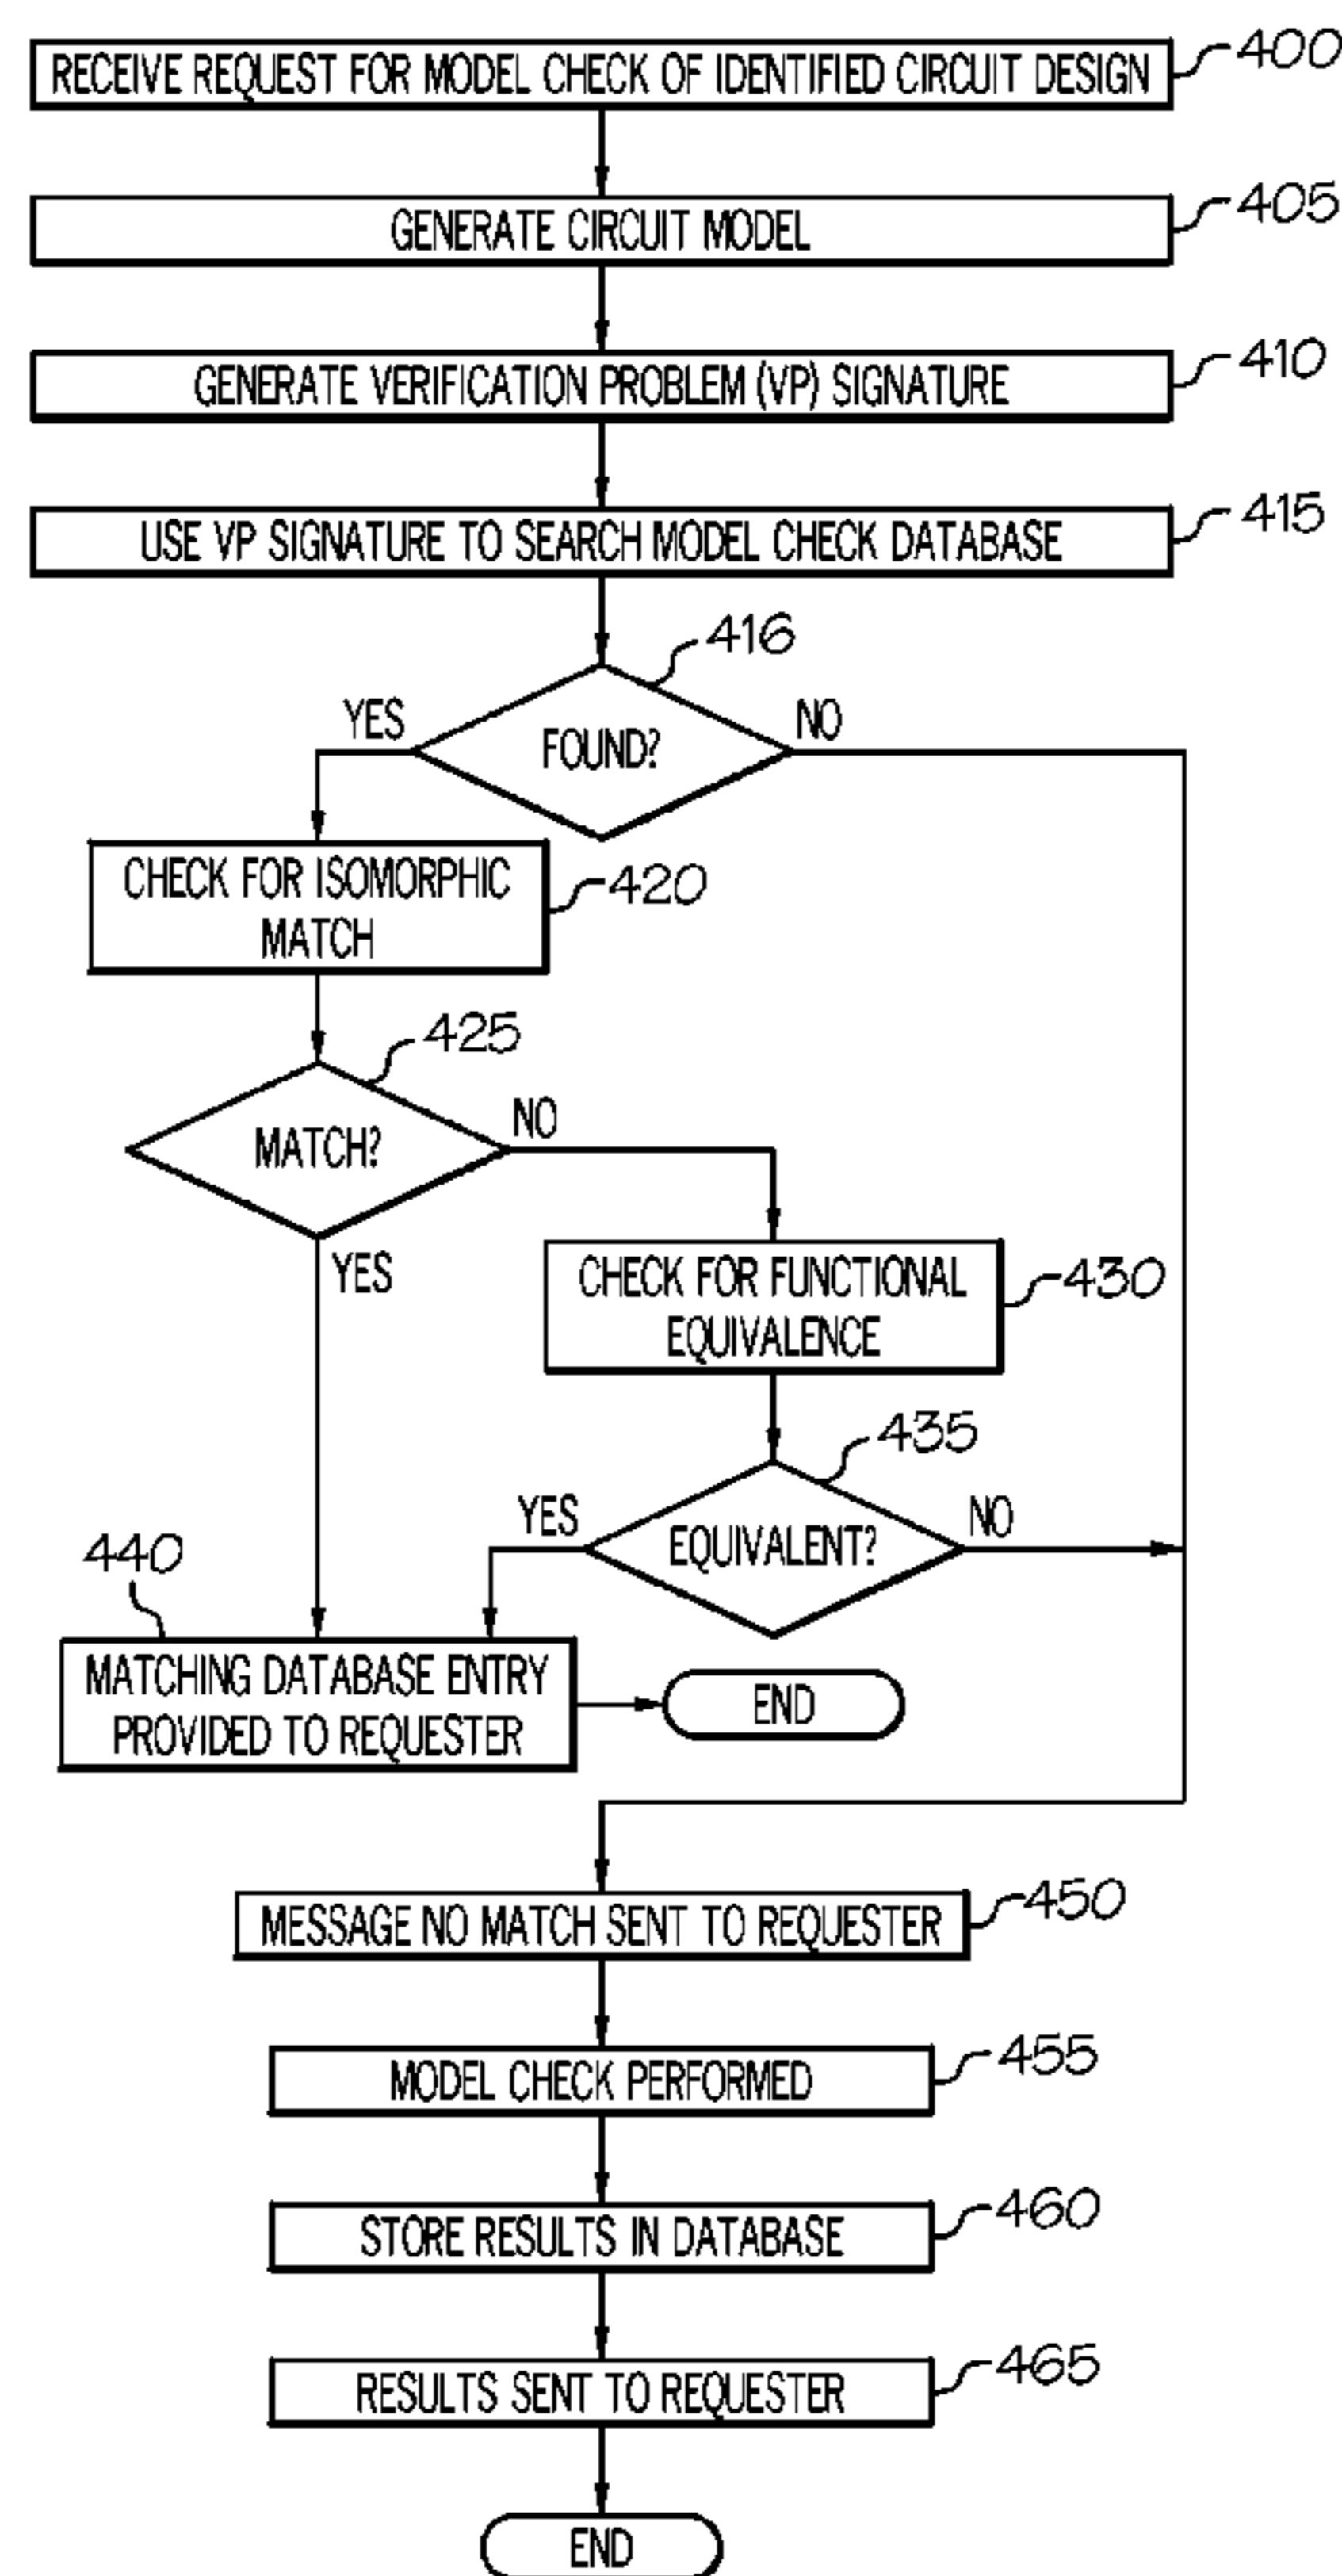 RECEIVE REQUEST FOR MODEL CHECK OF IDENTIFIED CIRCUIT DESIGN
400
GENERATE CIRCUIT MODEL
405
GENERATE VERIFICATION PROBLEM (VP) SIGNATURE
410
USE VP SIGNATURE TO SEARCH MODEL CHECK DATABASE
415
416
YES
FOUND?
NO
CHECK FOR ISOMORPHIC
MATCH
420
425
MATCH?
NO
YES
CHECK FOR FUNCTIONAL
EQUIVALENCE
430
435
YES
EQUIVALENT?
NO
440
MATCHING DATABASE ENTRY
PROVIDED TO REQUESTER
END
MESSAGE NO MATCH SENT TO REQUESTER
450
MODEL CHECK PERFORMED
455
STORE RESULTS IN DATABASE
460
RESULTS SENT TO REQUESTER
465
END